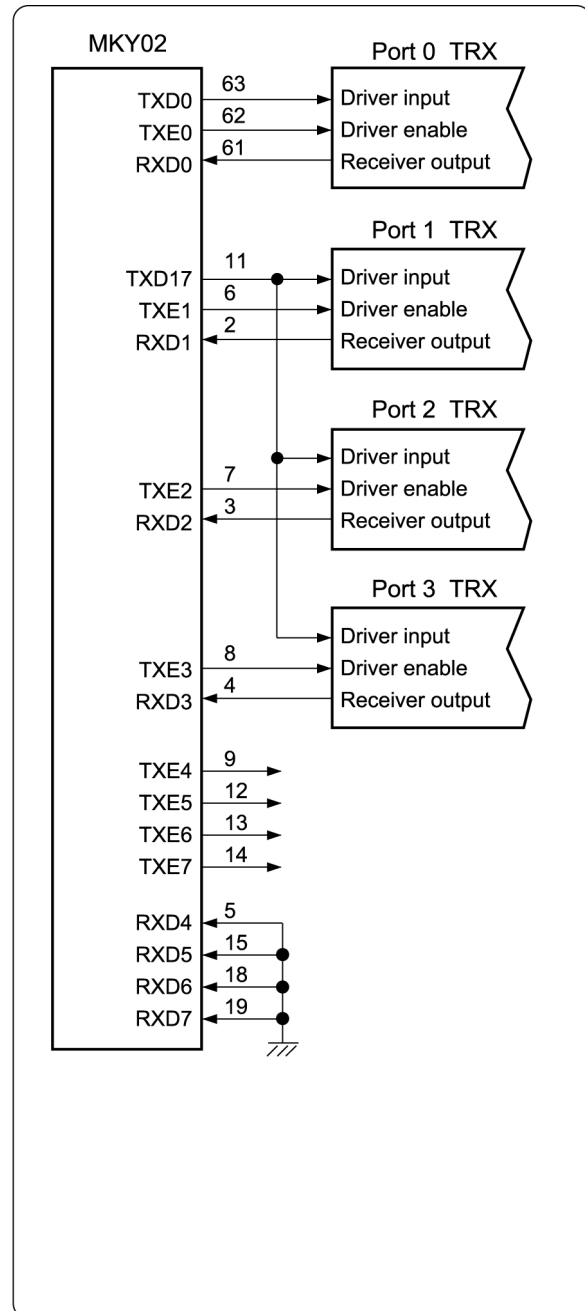 MKY02
Port 0 TRX
TXD0 63 Driver input
TXE0 62 Driver enable
RXD0 61 Receiver output
Port 1 TRX
TXD17 11 Driver input
TXE1 6 Driver enable
RXD1 2 Receiver output
Port 2 TRX
Driver input
TXE2 7 Driver enable
RXD2 3 Receiver output
Port 3 TRX
Driver input
TXE3 8 Driver enable
RXD3 4 Receiver output
TXE4 9
TXE5 12
TXE6 13
TXE7 14
RXD4 5
RXD5 15
RXD6 18
RXD7 19